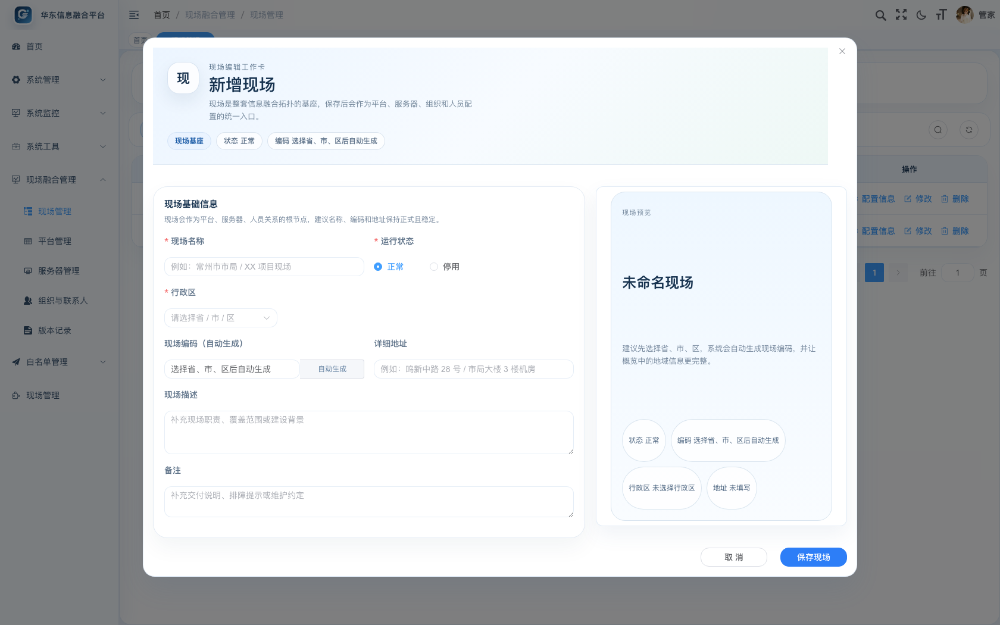 华东信息融合平台
首页 / 现场融合管理 / 现场管理
管家
首页
首页
系统管理
系统监控
系统工具
现场融合管理
现场管理
平台管理
服务器管理
组织与联系人
版本记录
白名单管理
现场管理
现
现场编辑工作卡
新增现场
现场是整套信息融合拓扑的基座，保存后会作为平台、服务器、组织和人员配
置的统一入口。
现场基座
状态 正常
编码 选择省、市、区后自动生成
现场基础信息
现场会作为平台、服务器、人员关系的根节点，建议名称、编码和地址保持正式且稳定。
* 现场名称
* 运行状态
例如：常州市市局 / XX 项目现场
正常
停用
* 行政区
请选择省 / 市 / 区
现场编码（自动生成）
详细地址
选择省、市、区后自动生成
自动生成
例如：鸣新中路 28 号 / 市局大楼 3 楼机房
现场描述
补充现场职责、覆盖范围或建设背景
备注
补充交付说明、排障提示或维护约定
现场预览
未命名现场
建议先选择省、市、区，系统会自动生成现场编码，并让
概览中的地域信息更完整。
状态 正常
编码 选择省、市、区后自动生成
行政区 未选择行政区
地址 未填写
取 消
保存现场
操作
配置信息 修改 删除
配置信息 修改 删除
1
前往 1 页